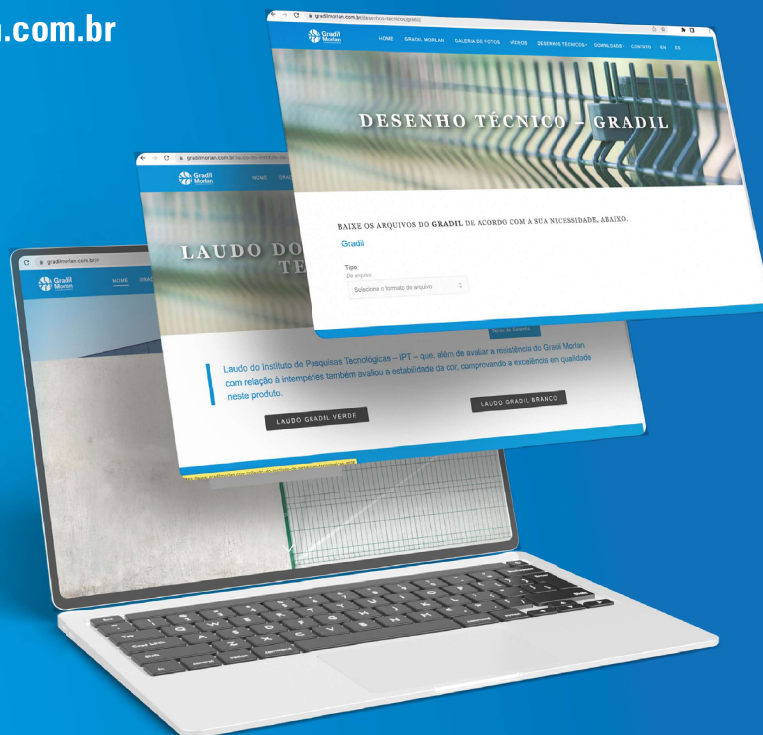 n.com.br
gradilmorlan.com.br/desenhos-tecnicos/gradil/
Gradil
Morlan
HOME GRADIL MORLAN GALERIA DE FOTOS VÍDEOS DESENHOS TÉCNICOS DOWNLOADS CONTATO EN ES
DESENHO TÉCNICO – GRADIL
BAIXE OS ARQUIVOS DO GRADIL DE ACORDO COM A SUA NICESSIDADE, ABAIXO.
Gradil
Tipo
De arquivo
Selecione o formato do arquivo
Gradil
Morlan
HOME
LAUDO DO
TE
Laudo do Instituto de Pesquisas Tecnológicas – IPT – que, além de avaliar a resistência do Gradil Morlan
com relação à intempéries também avaliou a estabilidade da cor, comprovando a excelência em qualidade
neste produto.
LAUDO GRADIL VERDE
LAUDO GRADIL BRANCO
gradilmorlan.com.br/#
Gradil
Morlan
HOME